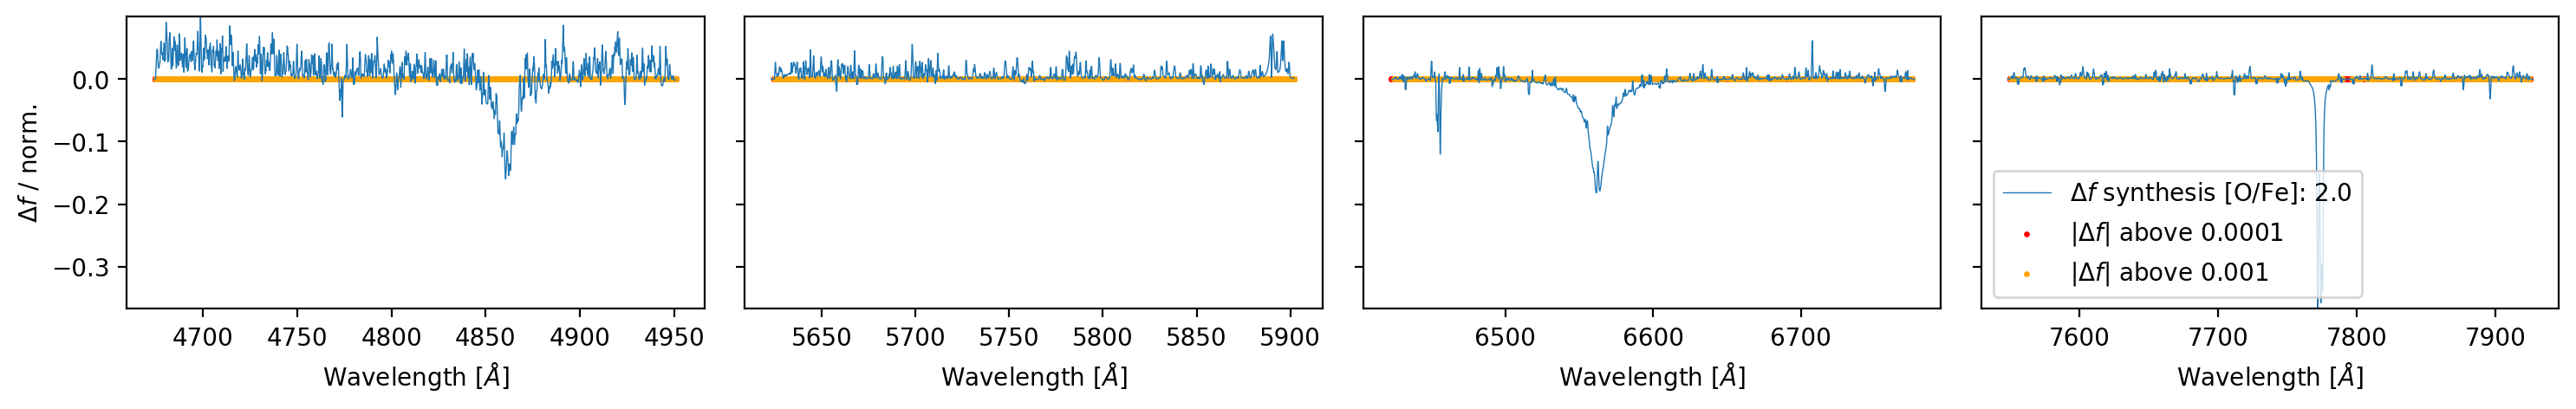 Δf / norm.
0.0
−0.1
−0.2
−0.3
4700 4750 4800 4850 4900 4950
Wavelength [Å]
5650 5700 5750 5800 5850 5900
Wavelength [Å]
6500 6600 6700
Wavelength [Å]
Δf synthesis [O/Fe]: 2.0
|Δf| above 0.0001
|Δf| above 0.001
7600 7700 7800 7900
Wavelength [Å]